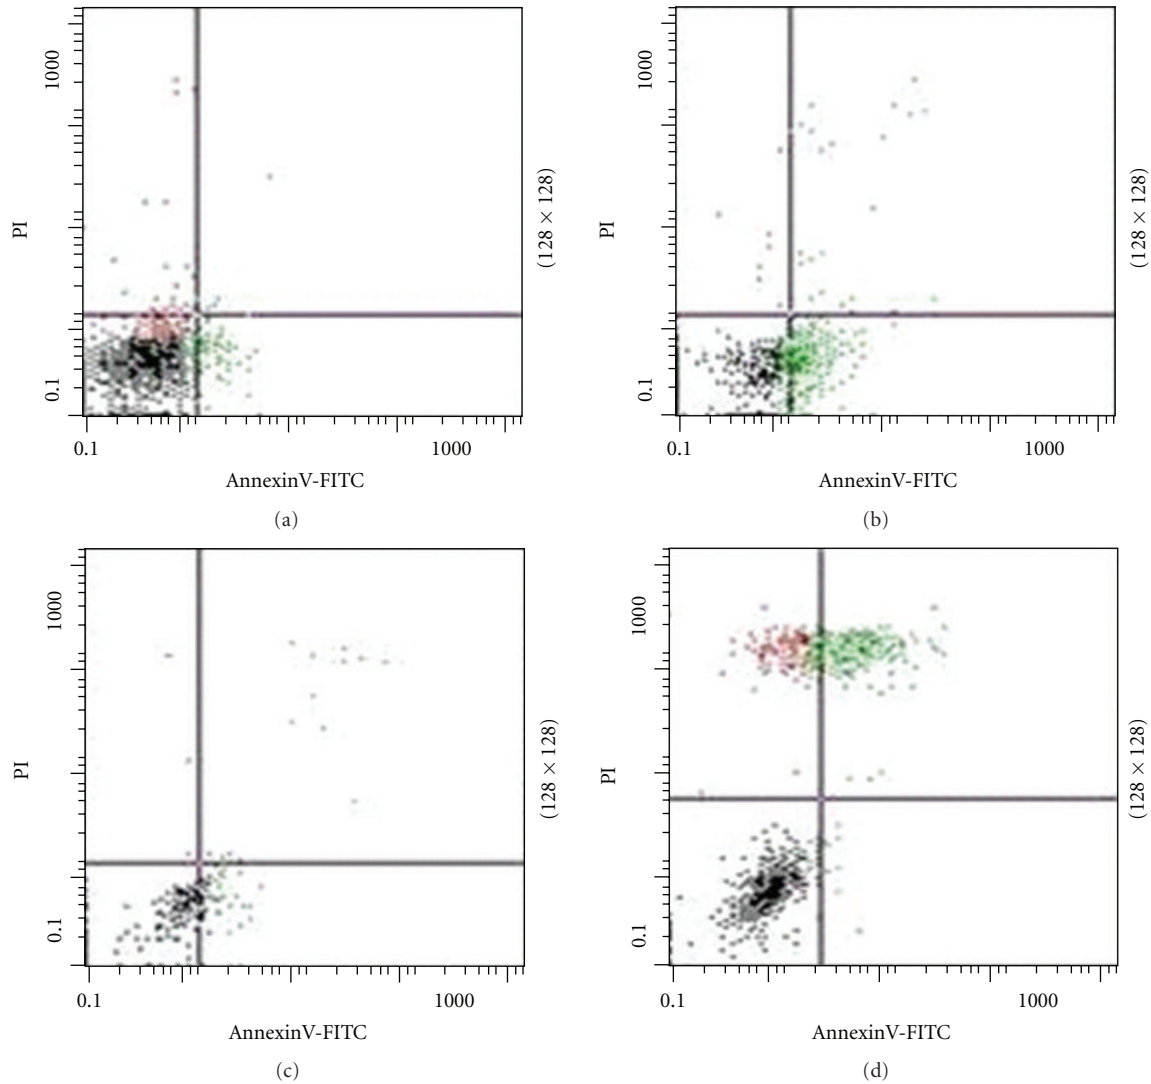 1000
PI
0.1
0.1
1000
AnnexinV-FITC
(128 × 128)
(a)
1000
PI
0.1
0.1
1000
AnnexinV-FITC
(128 × 128)
(b)
1000
PI
0.1
0.1
1000
AnnexinV-FITC
(128 × 128)
(c)
1000
PI
0.1
0.1
1000
AnnexinV-FITC
(128 × 128)
(d)